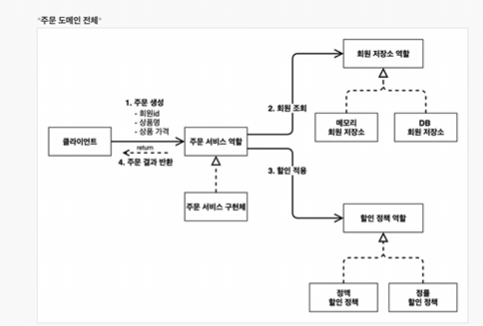 *주문 도메인 전체*
회원 저장소 역할
1. 주문 생성
- 회원id
- 상품명
- 상품 가격
2. 회원 조회
메모리
회원 저장소
DB
회원 저장소
클라이언트
return
주문 서비스 역할
4. 주문 결과 반환
3. 할인 적용
주문 서비스 구현체
할인 정책 역할
정액
할인 정책
정률
할인 정책